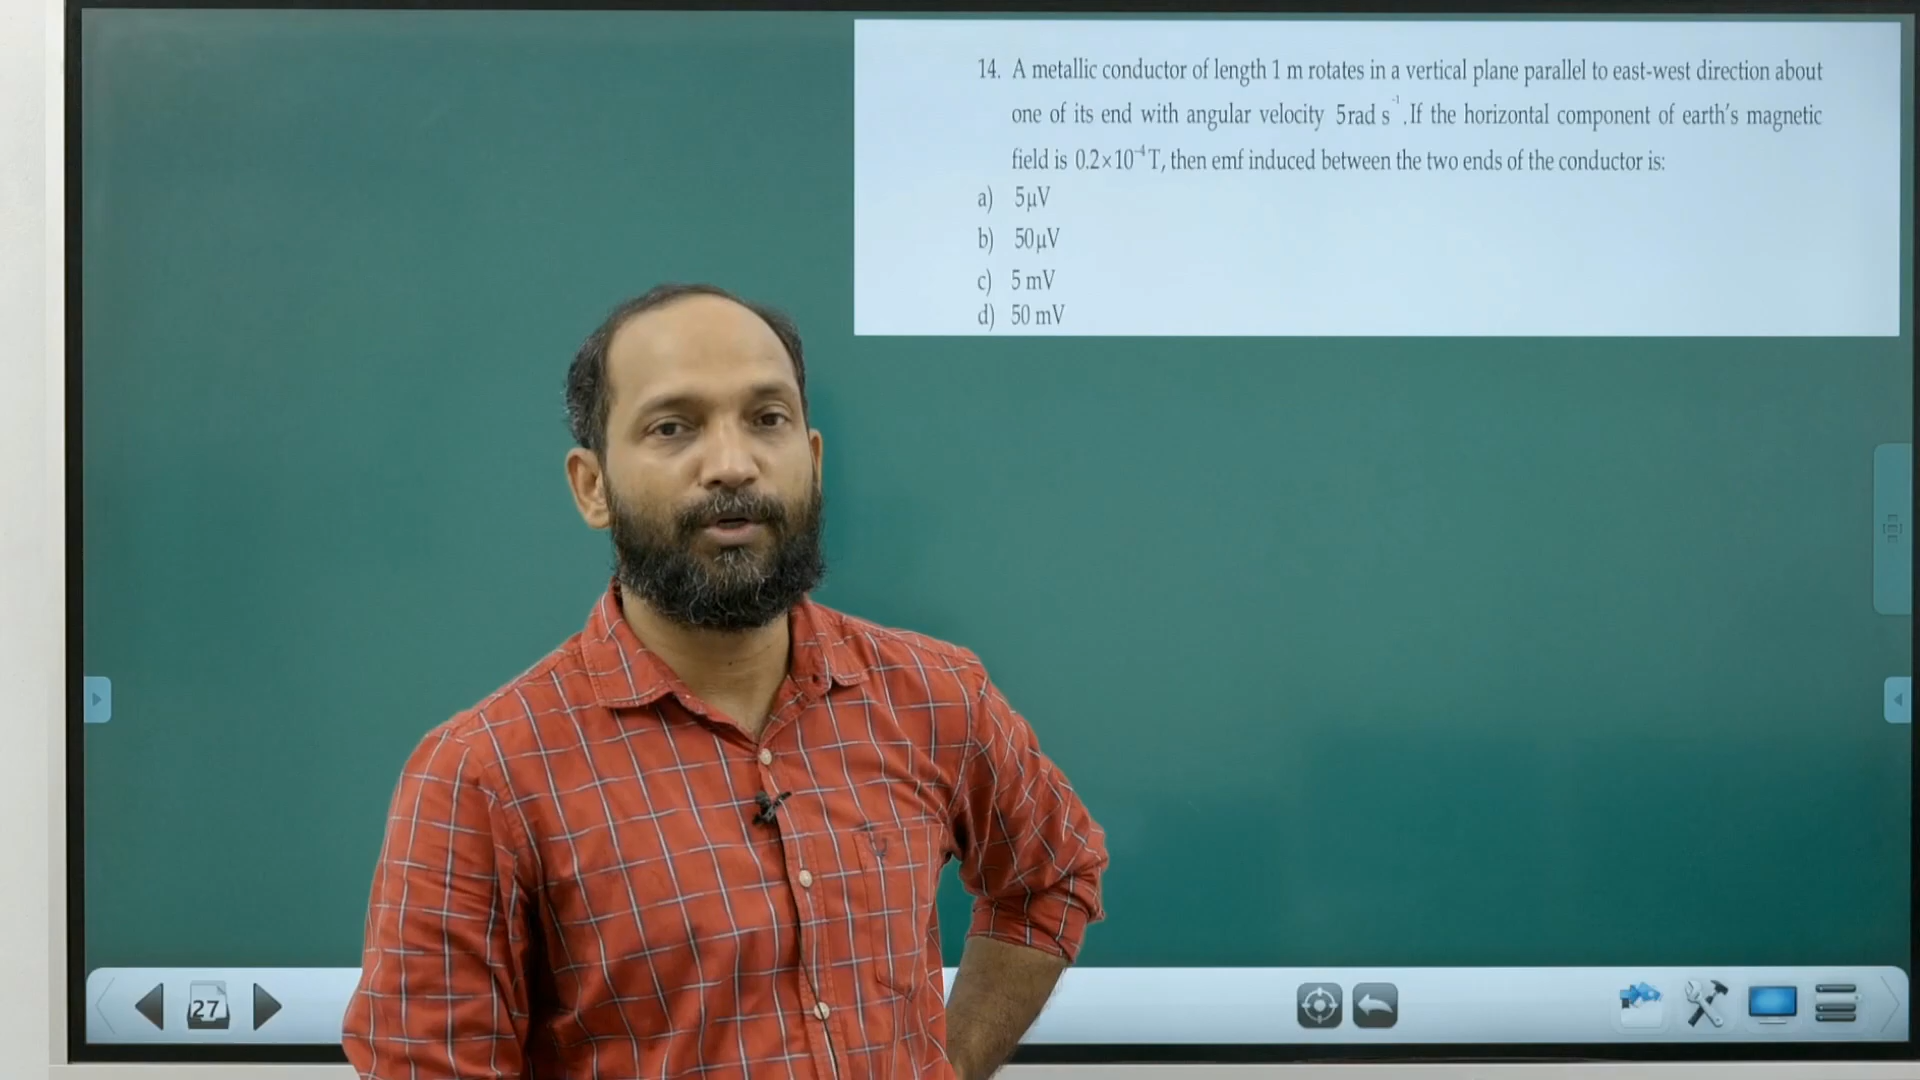 14. A metallic conductor of length 1 m rotates in a vertical plane parallel to east-west direction about
one of its end with angular velocity 5 rad s⁻¹. If the horizontal component of earth's magnetic
field is 0.2×10⁻⁴T, then emf induced between the two ends of the conductor is:
a) 5μV
b) 50μV
c) 5 mV
d) 50 mV
27